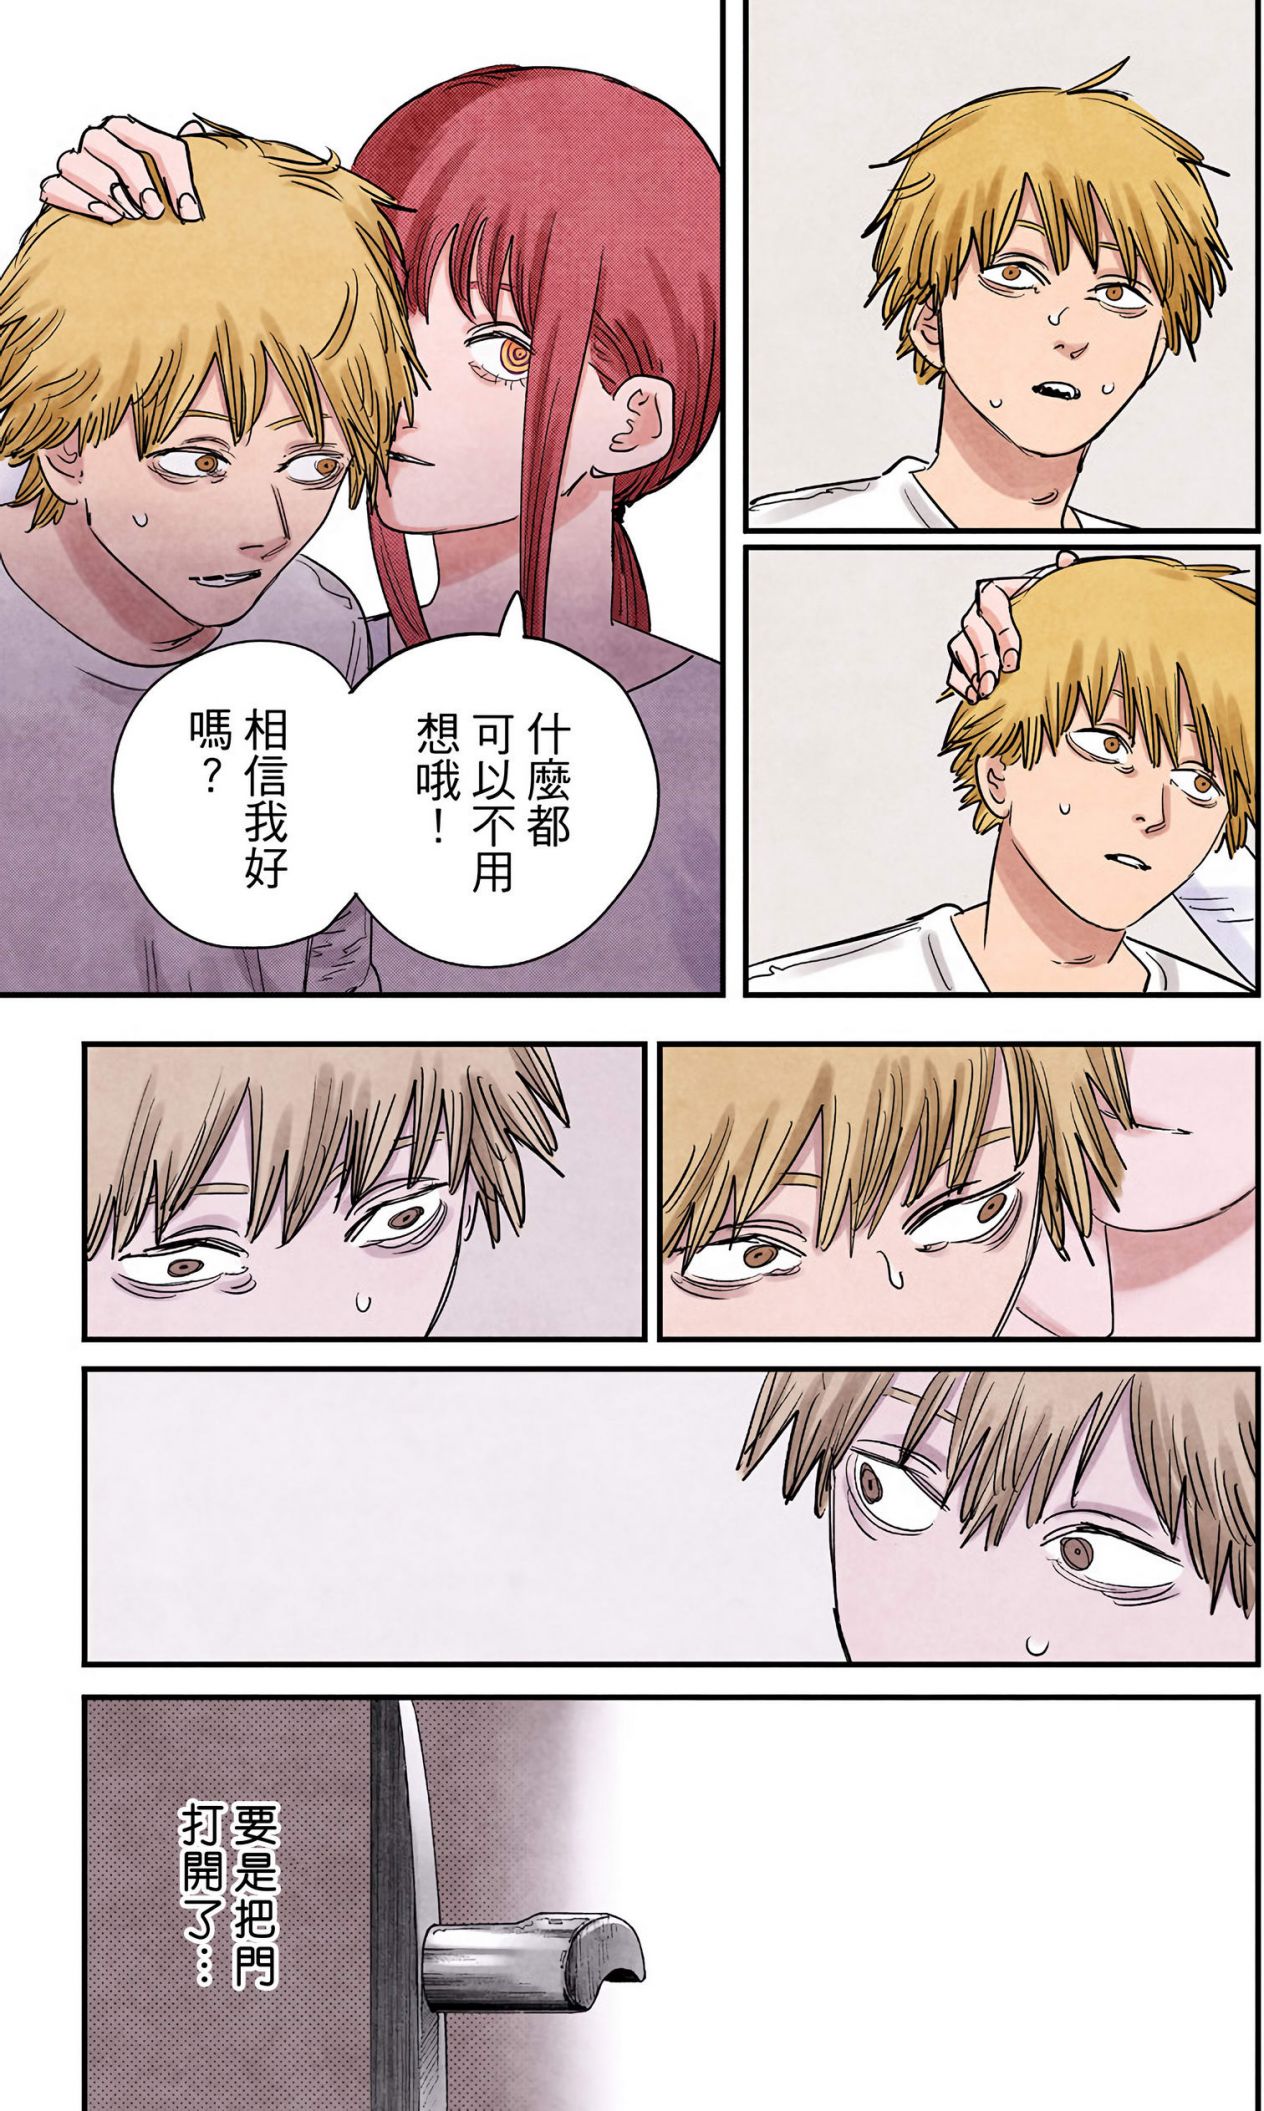 什麼都
可以不用
想哦！
相信我好
嗎？
要是把門
打開了…